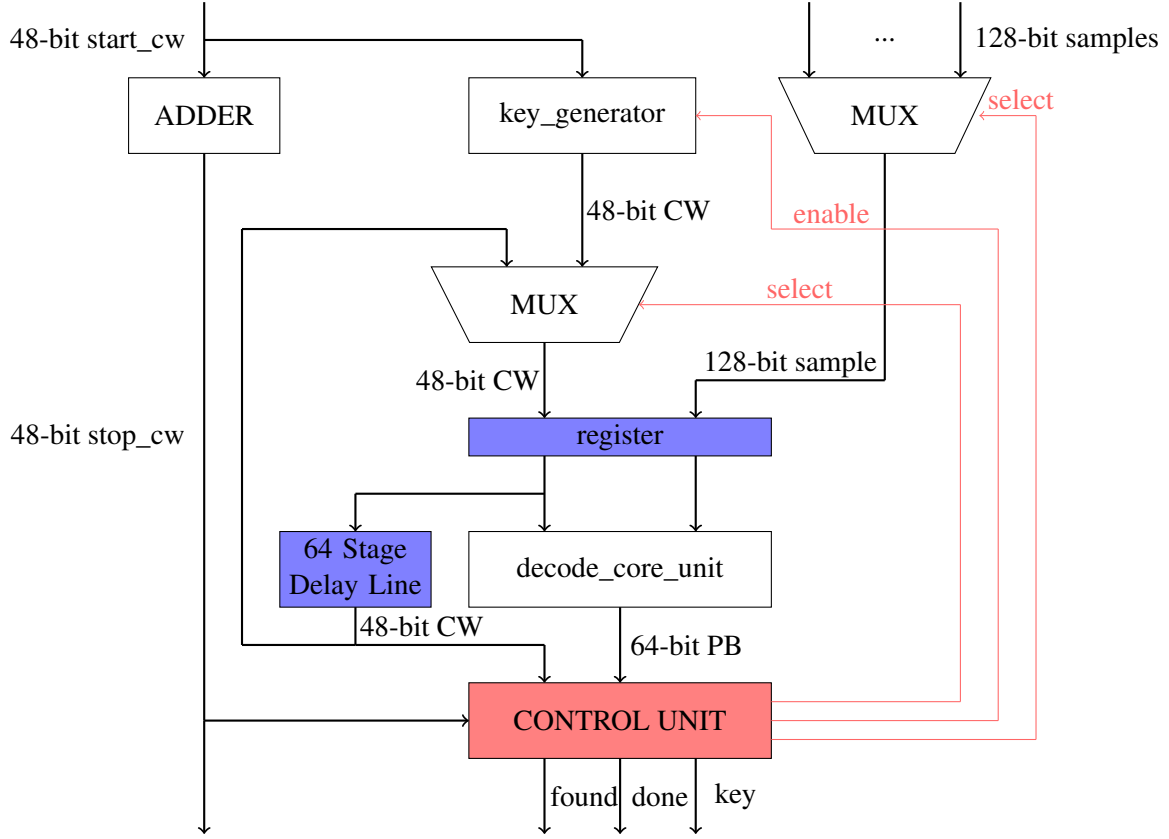 48-bit start_cw
...
128-bit samples
ADDER
key_generator
MUX
select
48-bit CW
enable
MUX
select
48-bit CW
128-bit sample
48-bit stop_cw
register
64 Stage
Delay Line
decode_core_unit
48-bit CW
64-bit PB
CONTROL UNIT
found
done
key